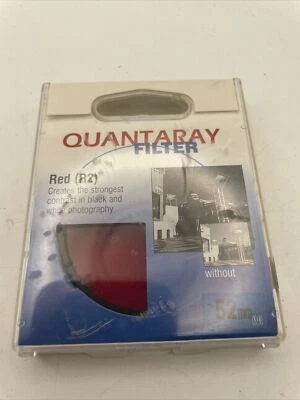 QUANTARAY
FILTER
Red (R2)
Creates the strongest
contrast in black and
white photography
without
52mm